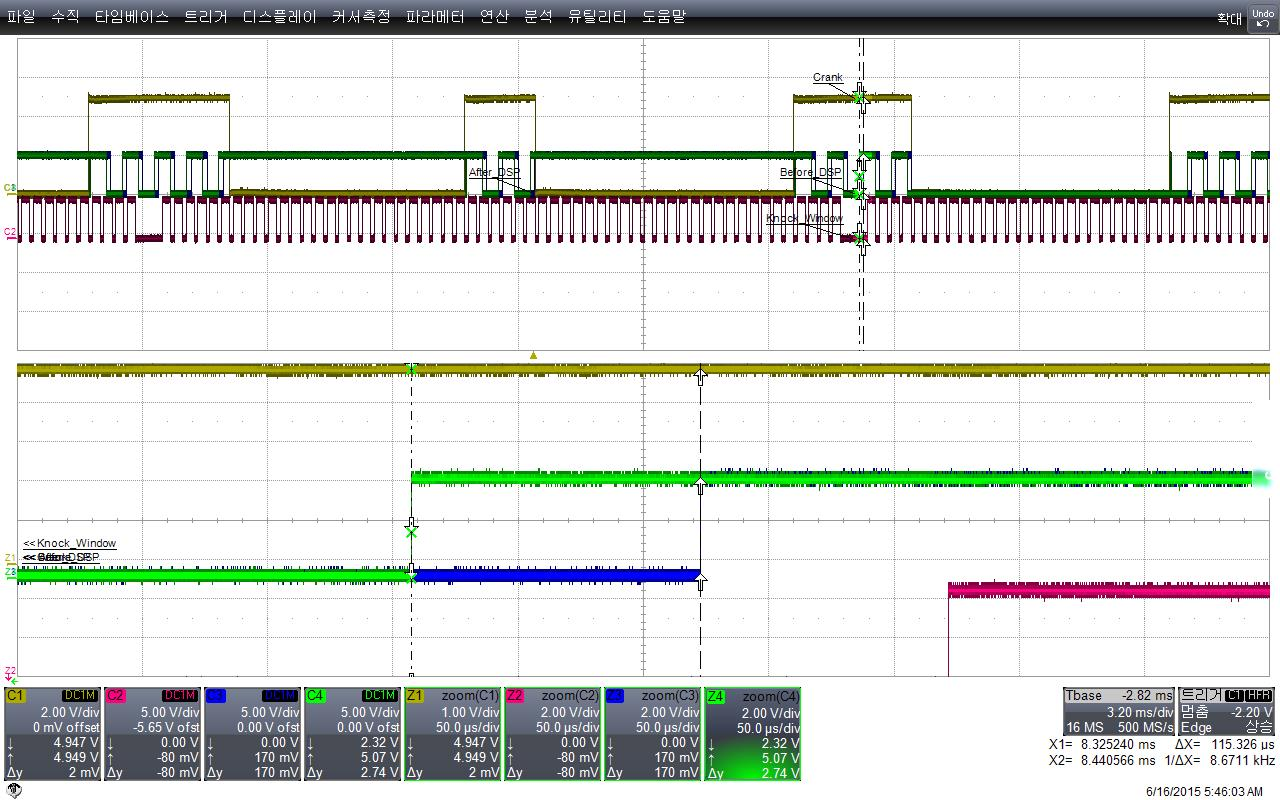 파일 수직 타임베이스 트리거 디스플레이 커서측정 파라메터 연산 분석 유틸리티 도움말
확대 Undo
Crank
After_DSP
Before_DSP
C3
Knock_Window
C2
<<Knock_Window
Z1
Z3
Z2
C1 DC1M
2.00 V/div
0 mV offset
↓ 4.947 V
↑ 4.949 V
Δy 2 mV
C2 DC1M
5.00 V/div
-5.65 V ofst
↓ 0.00 V
↑ -80 mV
Δy -80 mV
C3 DC1M
5.00 V/div
0.00 V ofst
↓ 0.00 V
↑ 170 mV
Δy 170 mV
C4 DC1M
5.00 V/div
0.00 V ofst
↓ 2.32 V
↑ 5.07 V
Δy 2.74 V
Z1 zoom(C1)
1.00 V/div
50.0 µs/div
↓ 4.947 V
↑ 4.949 V
Δy 2 mV
Z2 zoom(C2)
2.00 V/div
50.0 µs/div
↓ 0.00 V
↑ -80 mV
Δy -80 mV
Z3 zoom(C3)
2.00 V/div
50.0 µs/div
↓ 0.00 V
↑ 170 mV
Δy 170 mV
Z4 zoom(C4)
2.00 V/div
50.0 µs/div
↓ 2.32 V
↑ 5.07 V
Δy 2.74 V
Tbase -2.82 ms
3.20 ms/div
16 MS 500 MS/s
트리거 C1 HFR
멈춤 -2.20 V
Edge 상승
X1= 8.325240 ms ΔX= 115.326 µs
X2= 8.440566 ms 1/ΔX= 8.6711 kHz
6/16/2015 5:46:03 AM